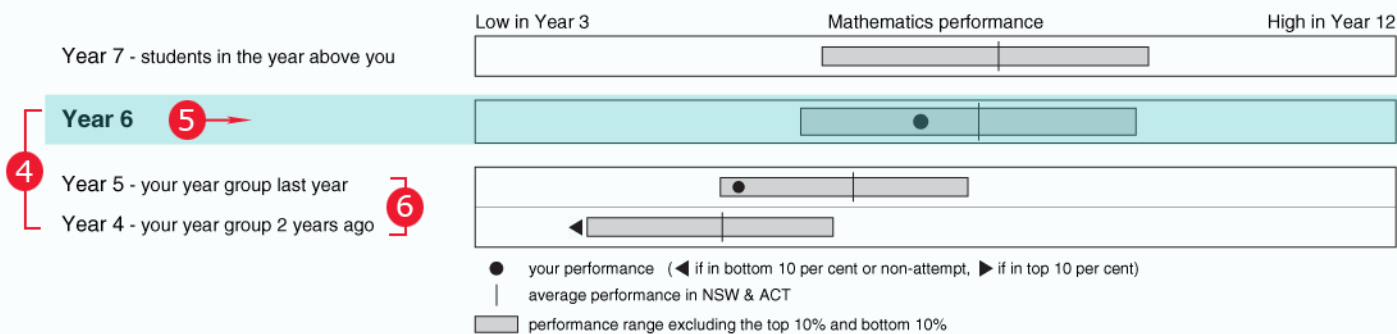 Low in Year 3 Mathematics performance High in Year 12
Year 7 - students in the year above you
Year 6 5
4
Year 5 - your year group last year
6
Year 4 - your year group 2 years ago
your performance ( if in bottom 10 per cent or non-attempt, if in top 10 per cent)
average performance in NSW & ACT
performance range excluding the top 10% and bottom 10%